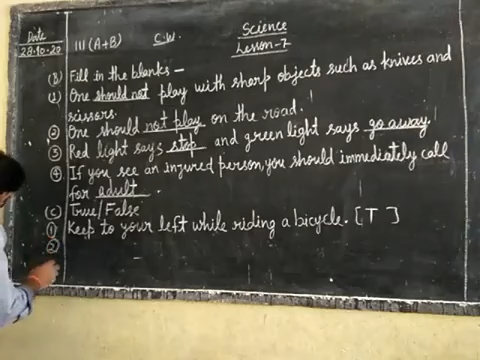 Date
28.10.20
III (A+B) C.W. Science
Lesson-7
(B) Fill in the blanks –
(1) One should not play with sharp objects such as knives and
scissors.
(2) One should not play on the road.
(3) Red light says stop and green light says go away.
(4) If you see an injured person, you should immediately call
for adult.
(C) True/False
(1) Keep to your left while riding a bicycle. [T]
(2)